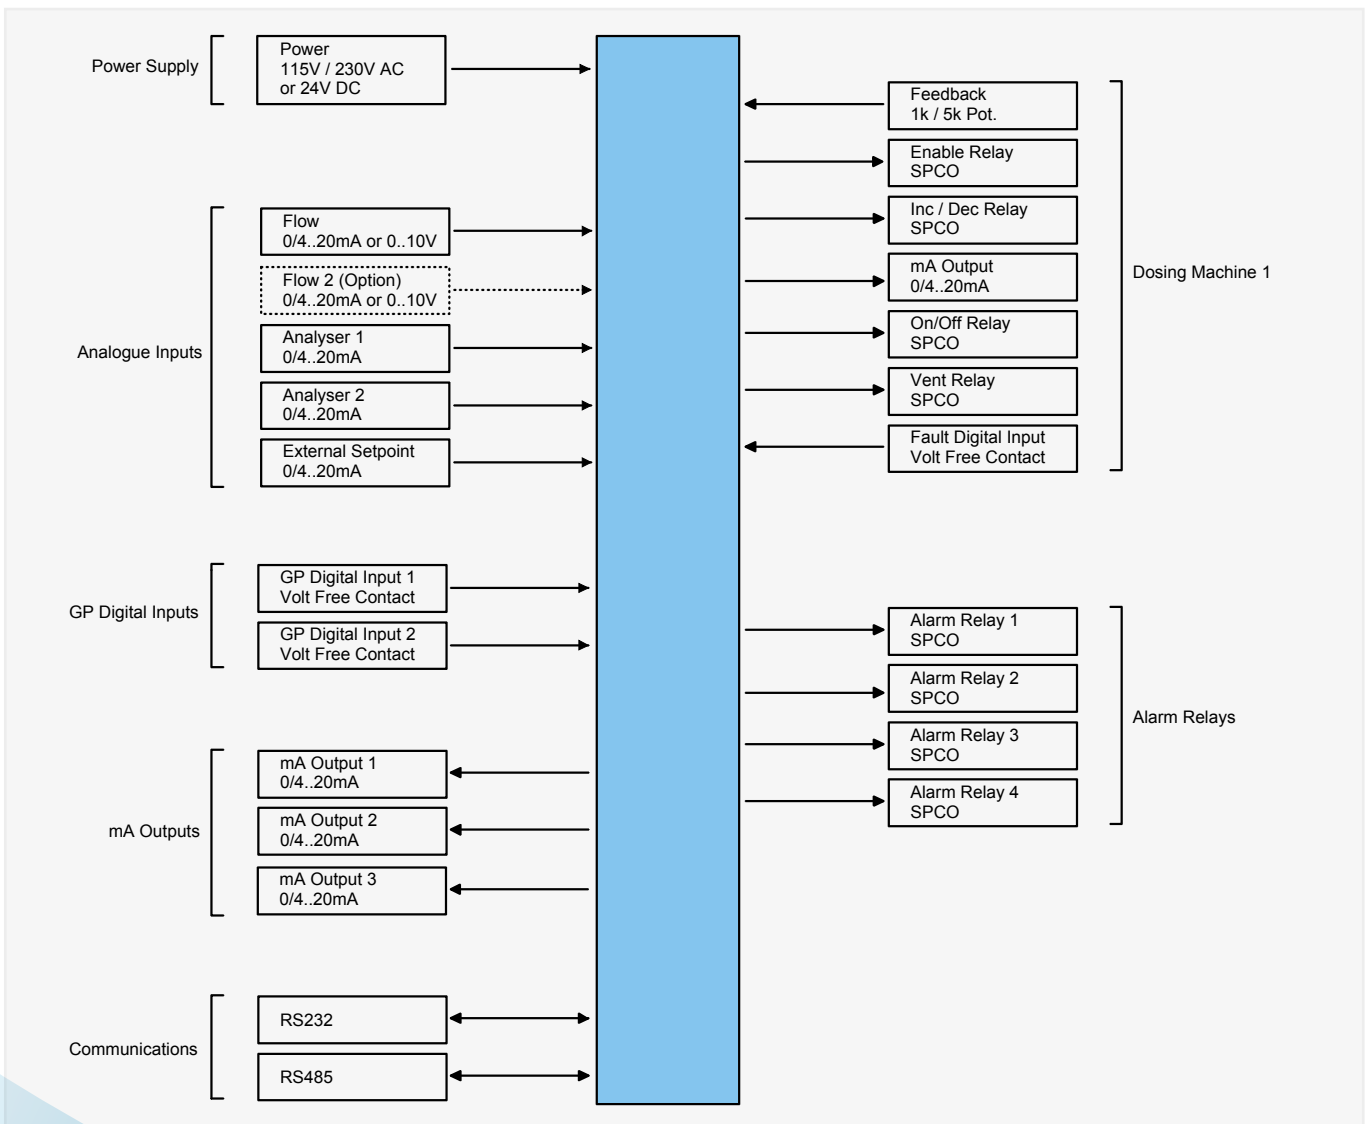 Power Supply
Power
115V / 230V AC
or 24V DC
Analogue Inputs
Flow
0/4..20mA or 0..10V
Flow 2 (Option)
0/4..20mA or 0..10V
Analyser 1
0/4..20mA
Analyser 2
0/4..20mA
External Setpoint
0/4..20mA
GP Digital Inputs
GP Digital Input 1
Volt Free Contact
GP Digital Input 2
Volt Free Contact
mA Outputs
mA Output 1
0/4..20mA
mA Output 2
0/4..20mA
mA Output 3
0/4..20mA
Communications
RS232
RS485
Feedback
1k / 5k Pot.
Enable Relay
SPCO
Inc / Dec Relay
SPCO
mA Output
0/4..20mA
On/Off Relay
SPCO
Vent Relay
SPCO
Fault Digital Input
Volt Free Contact
Dosing Machine 1
Alarm Relay 1
SPCO
Alarm Relay 2
SPCO
Alarm Relay 3
SPCO
Alarm Relay 4
SPCO
Alarm Relays